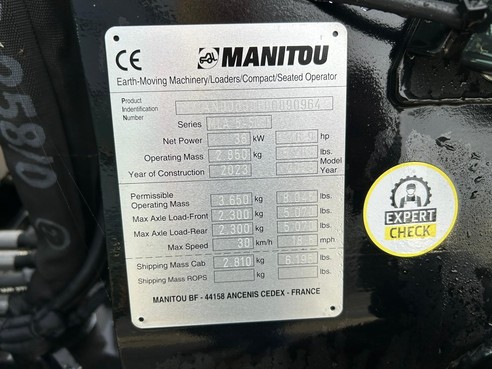 CE MANITOU
Earth-Moving Machinery/Loaders/Compact/Seated Operator
Product
Indentification
Number
Series
Net Power 35 kW hp
Operating Mass 2.850 kg lbs.
Year of Construction 2023 Model Year
Permissible
Operating Mass 3.650 kg lbs.
Max Axle Load-Front 2.300 kg lbs.
Max Axle Load-Rear 2.300 kg lbs.
Max Speed 30 km/h mph
Shipping Mass Cab 2.810 kg 6.195 lbs.
Shipping Mass ROPS kg lbs.
MANITOU BF - 44158 ANCENIS CEDEX - FRANCE
EXPERT
CHECK
25810